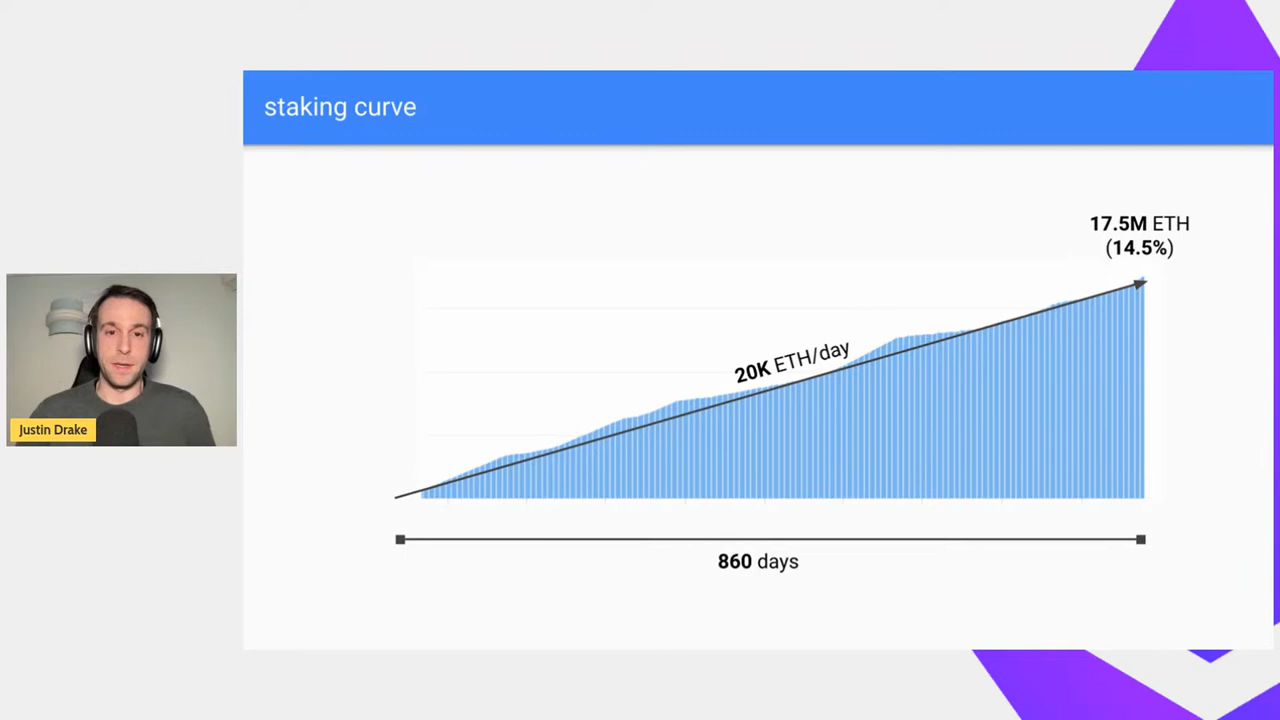 staking curve
17.5M ETH
(14.5%)
20K ETH/day
Justin Drake
860 days